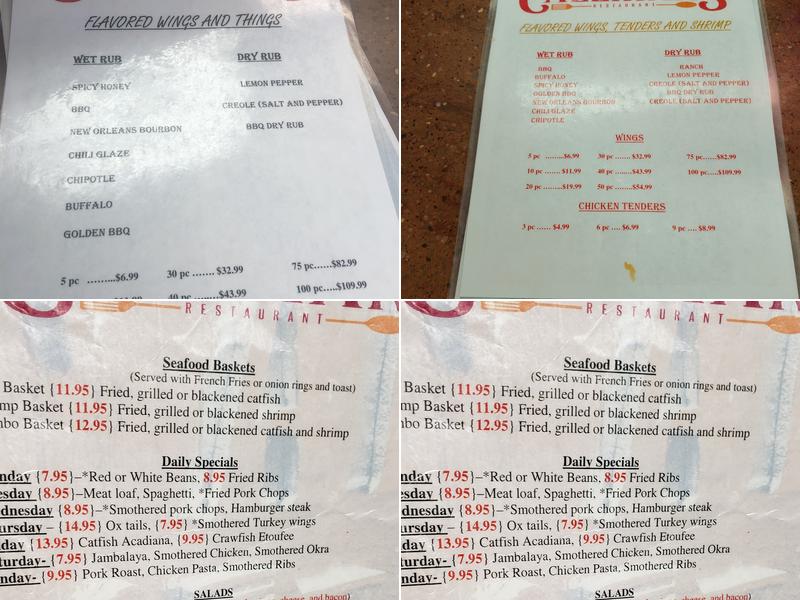 FLAVORED WINGS AND THINGS
WET RUB
DRY RUB
SPICY HONEY
LEMON PEPPER
BBQ
CREOLE (SALT AND PEPPER)
NEW ORLEANS BOURBON
BBQ DRY RUB
CHILI GLAZE
CHIPOTLE
BUFFALO
GOLDEN BBQ
5 pc .........$6.99
30 pc ....... $32.99
75 pc......$82.99
40 pc .......$43.99
100 pc....$109.99
RESTAURANT
FLAVORED WINGS, TENDERS AND SHRIMP
WET RUB
DRY RUB
BBQ
RANCH
BUFFALO
LEMON PEPPER
SPICY HONEY
CREOLE (SALT AND PEPPER)
GOLDEN BBQ
BBQ DRY RUB
NEW ORLEANS BOURBON
CREOLE (SALT AND PEPPER)
CHILI GLAZE
CHIPOTLE
WINGS
5 pc .........$6.99
30 pc ....... $32.99
75 pc......$82.99
10 pc ....... $11.99
40 pc .......$43.99
100 pc....$109.99
20 pc .......$19.99
50 pc .......$54.99
CHICKEN TENDERS
3 pc ...... $4.99
6 pc .... $6.99
9 pc .... $8.99
RESTAURANT
Seafood Baskets
(Served with French Fries or onion rings and toast)
Basket {11.95} Fried, grilled or blackened catfish
mp Basket {11.95} Fried, grilled or blackened shrimp
nbo Basket {12.95} Fried, grilled or blackened catfish and shrimp
Daily Specials
nday {7.95}–*Red or White Beans, 8.95 Fried Ribs
esday {8.95}–Meat loaf, Spaghetti, *Fried Pork Chops
dnesday {8.95}–*Smothered pork chops, Hamburger steak
ursday – {14.95} Ox tails, {7.95} *Smothered Turkey wings
day {13.95} Catfish Acadiana, {9.95} Crawfish Etoufee
turday- {7.95} Jambalaya, Smothered Chicken, Smothered Okra
nday- {9.95} Pork Roast, Chicken Pasta, Smothered Ribs
SALADS
cheese, and bacon)
RESTAURANT
Seafood Baskets
(Served with French Fries or onion rings and toast)
Basket {11.95} Fried, grilled or blackened catfish
mp Basket {11.95} Fried, grilled or blackened shrimp
nbo Basket {12.95} Fried, grilled or blackened catfish and shrimp
Daily Specials
nday {7.95}–*Red or White Beans, 8.95 Fried Ribs
esday {8.95}–Meat loaf, Spaghetti, *Fried Pork Chops
dnesday {8.95}–*Smothered pork chops, Hamburger steak
ursday – {14.95} Ox tails, {7.95} *Smothered Turkey wings
day {13.95} Catfish Acadiana, {9.95} Crawfish Etoufee
turday- {7.95} Jambalaya, Smothered Chicken, Smothered Okra
nday- {9.95} Pork Roast, Chicken Pasta, Smothered Ribs
SALADS
cheese, and bacon)